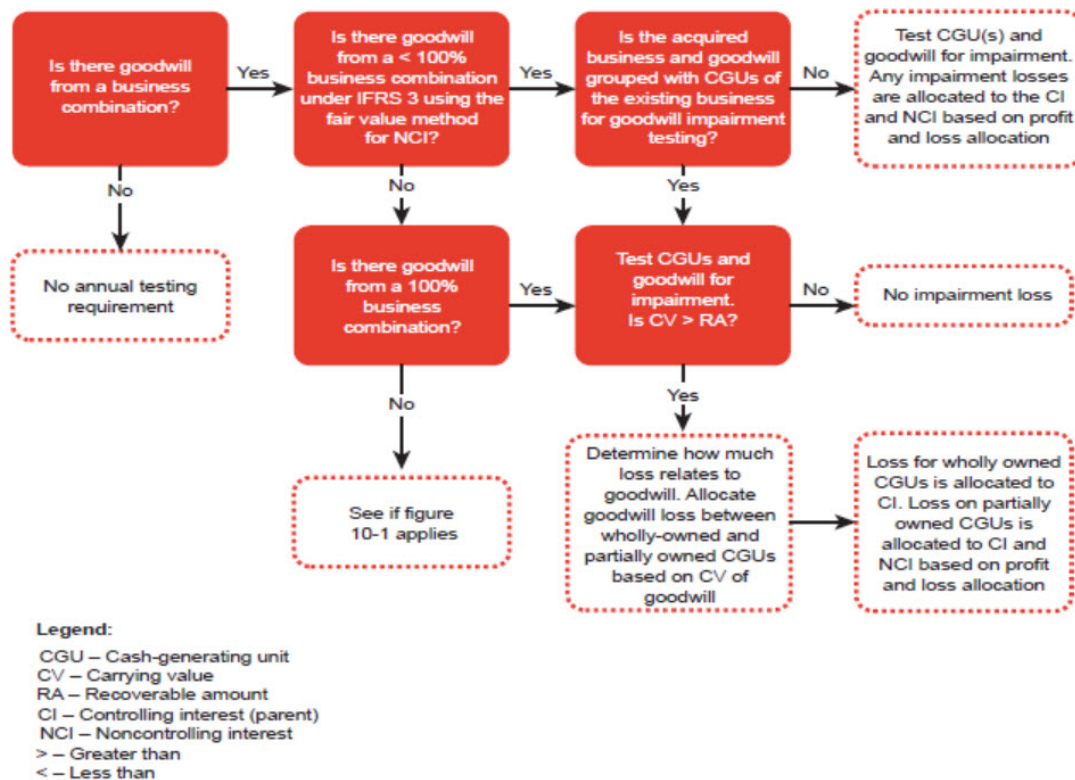 Is there goodwill
from a business
combination?
Yes
Is there goodwill
from a < 100%
business combination
under IFRS 3 using the
fair value method
for NCI?
Yes
Is the acquired
business and goodwill
grouped with CGUs of
the existing business
for goodwill impairment
testing?
No
Test CGU(s) and
goodwill for impairment.
Any impairment losses
are allocated to the CI
and NCI based on profit
and loss allocation
No
No
Yes
No annual testing
requirement
Is there goodwill
from a 100%
business
combination?
Yes
Test CGUs and
goodwill for
impairment.
Is CV > RA?
No
No impairment loss
No
Yes
See if figure
10-1 applies
Determine how much
loss relates to
goodwill. Allocate
goodwill loss between
wholly-owned and
partially owned CGUs
based on CV of
goodwill
Loss for wholly owned
CGUs is allocated to
CI. Loss on partially
owned CGUs is
allocated to CI and
NCI based on profit
and loss allocation
Legend:
CGU – Cash-generating unit
CV – Carrying value
RA – Recoverable amount
CI – Controlling interest (parent)
NCI – Noncontrolling interest
> – Greater than
< – Less than